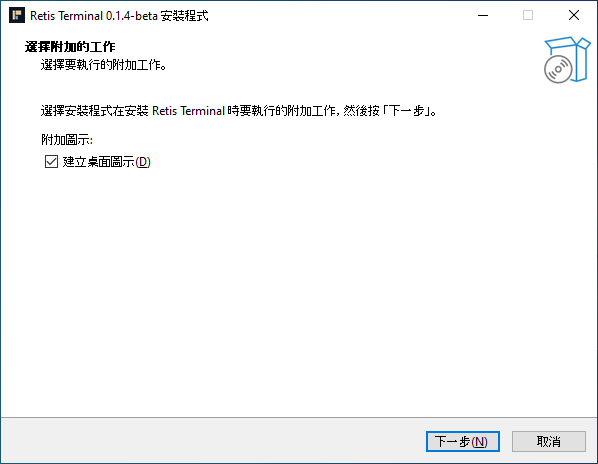 Retis Terminal 0.1.4-beta 安裝程式
選擇附加的工作
選擇要執行的附加工作。
選擇安裝程式在安裝 Retis Terminal 時要執行的附加工作，然後按「下一步」。
附加圖示:
建立桌面圖示(D)
下一步(N)
取消